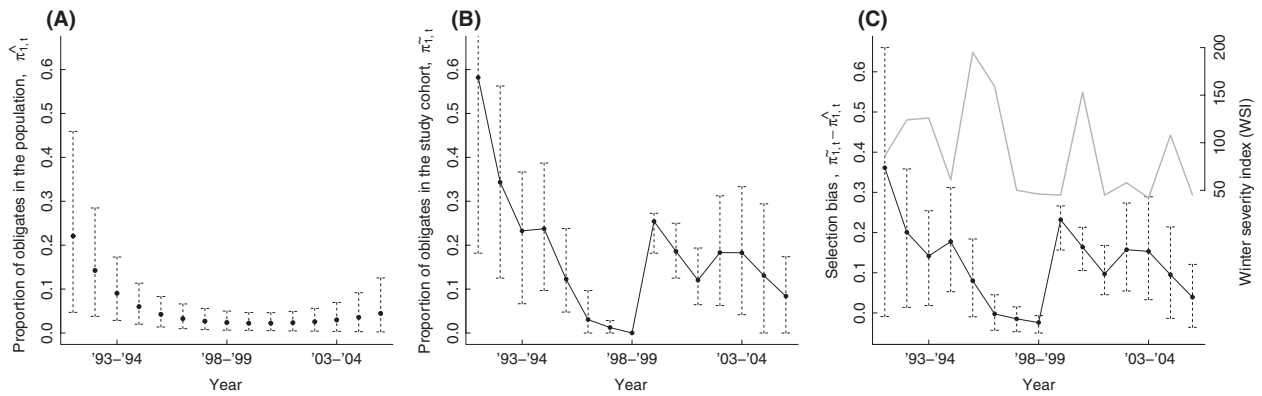 (A)
Proportion of obligates in the population, π̂1,t
0.0 0.1 0.2 0.3 0.4 0.5 0.6
'93–'94 '98–'99 '03–'04
Year
(B)
Proportion of obligates in the study cohort, π̃1,t
0.0 0.1 0.2 0.3 0.4 0.5 0.6
'93–'94 '98–'99 '03–'04
Year
(C)
Selection bias , π̃1,t – π̂1,t
0.0 0.1 0.2 0.3 0.4 0.5 0.6
'93–'94 '98–'99 '03–'04
Year
50 100 150 200
Winter severity index (WSI)